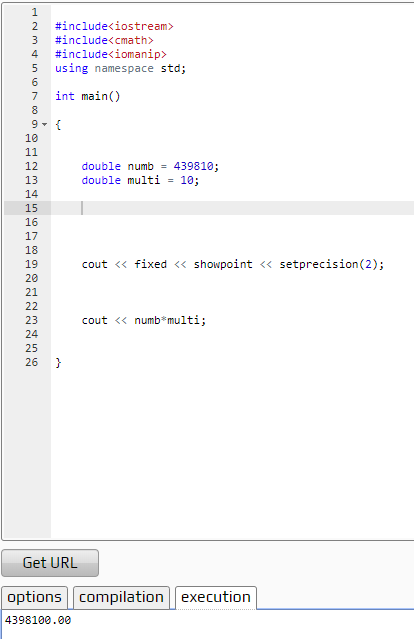 1
2 #include<iostream>
3 #include<cmath>
4 #include<iomanip>
5 using namespace std;
6
7 int main()
8
9 {
10
11
12 double numb = 439810;
13 double multi = 10;
14
15
16
17
18
19 cout << fixed << showpoint << setprecision(2);
20
21
22
23 cout << numb*multi;
24
25
26 }
Get URL
options compilation execution
4398100.00